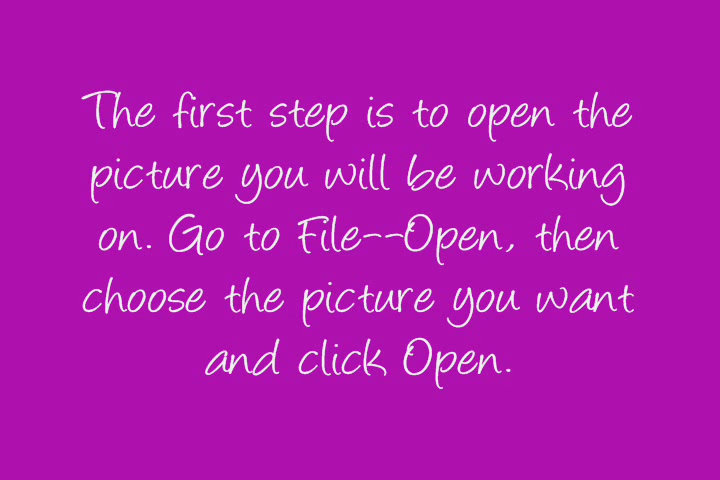 The first step is to open the
picture you will be working
on. Go to File--Open, then
choose the picture you want
and click Open.